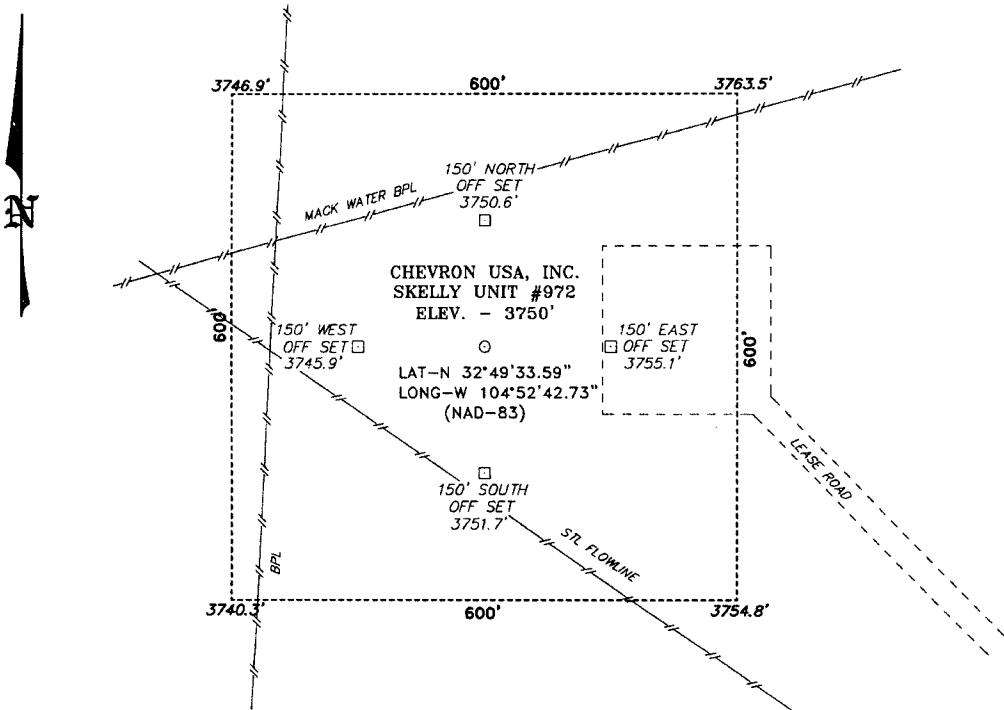 3746.9'
600'
3763.5'
150' NORTH
OFF SET
3750.6'
MACK WATER BPL
N
CHEVRON USA, INC.
SKELLY UNIT #972
ELEV. - 3750'
600'
150' WEST
OFF SET
3745.9'
150' EAST
OFF SET
3755.1'
600'
LAT-N 32°49'33.59"
LONG-W 104°52'42.73"
(NAD-83)
LEASE ROAD
150' SOUTH
OFF SET
3751.7'
STL FLOWLINE
BPL
3740.3'
600'
3754.8'